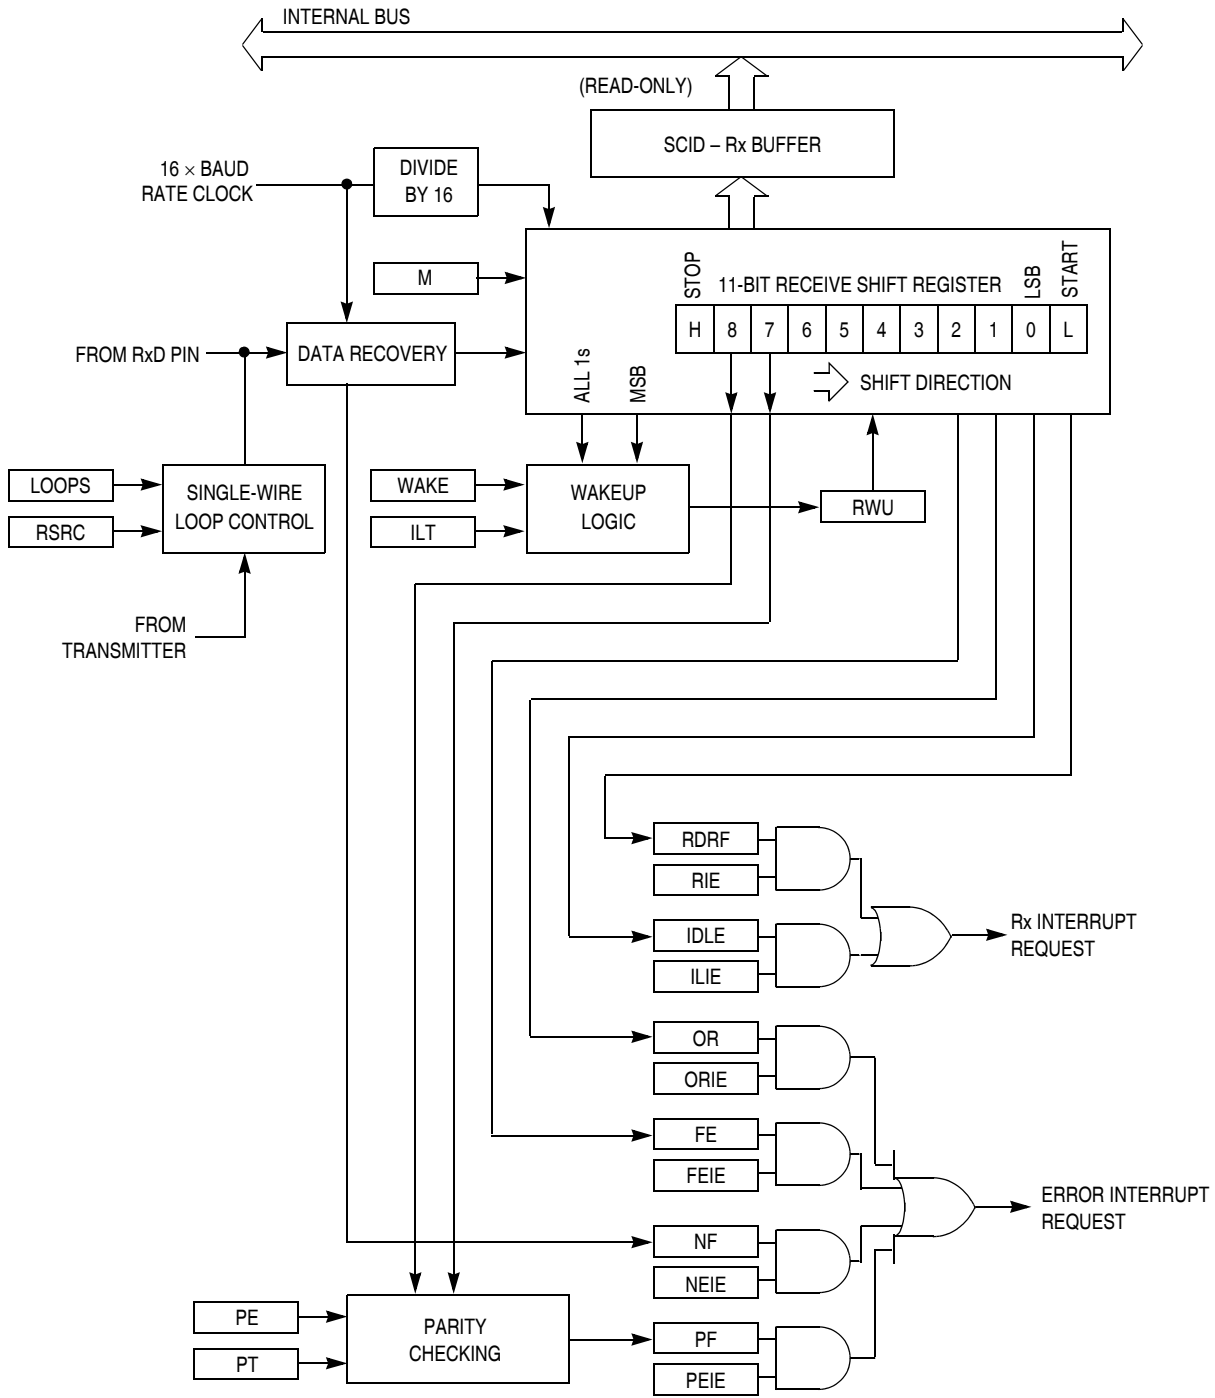 INTERNAL BUS
(READ-ONLY)
SCID – Rx BUFFER
16 × BAUD
RATE CLOCK
DIVIDE
BY 16
M
STOP
11-BIT RECEIVE SHIFT REGISTER
LSB
START
H 8 7 6 5 4 3 2 1 0 L
FROM RxD PIN
DATA RECOVERY
ALL 1s
MSB
SHIFT DIRECTION
LOOPS
RSRC
SINGLE-WIRE
LOOP CONTROL
WAKE
ILT
WAKEUP
LOGIC
RWU
FROM
TRANSMITTER
RDRF
RIE
IDLE
ILIE
Rx INTERRUPT
REQUEST
OR
ORIE
FE
FEIE
ERROR INTERRUPT
REQUEST
NF
NEIE
PE
PT
PARITY
CHECKING
PF
PEIE